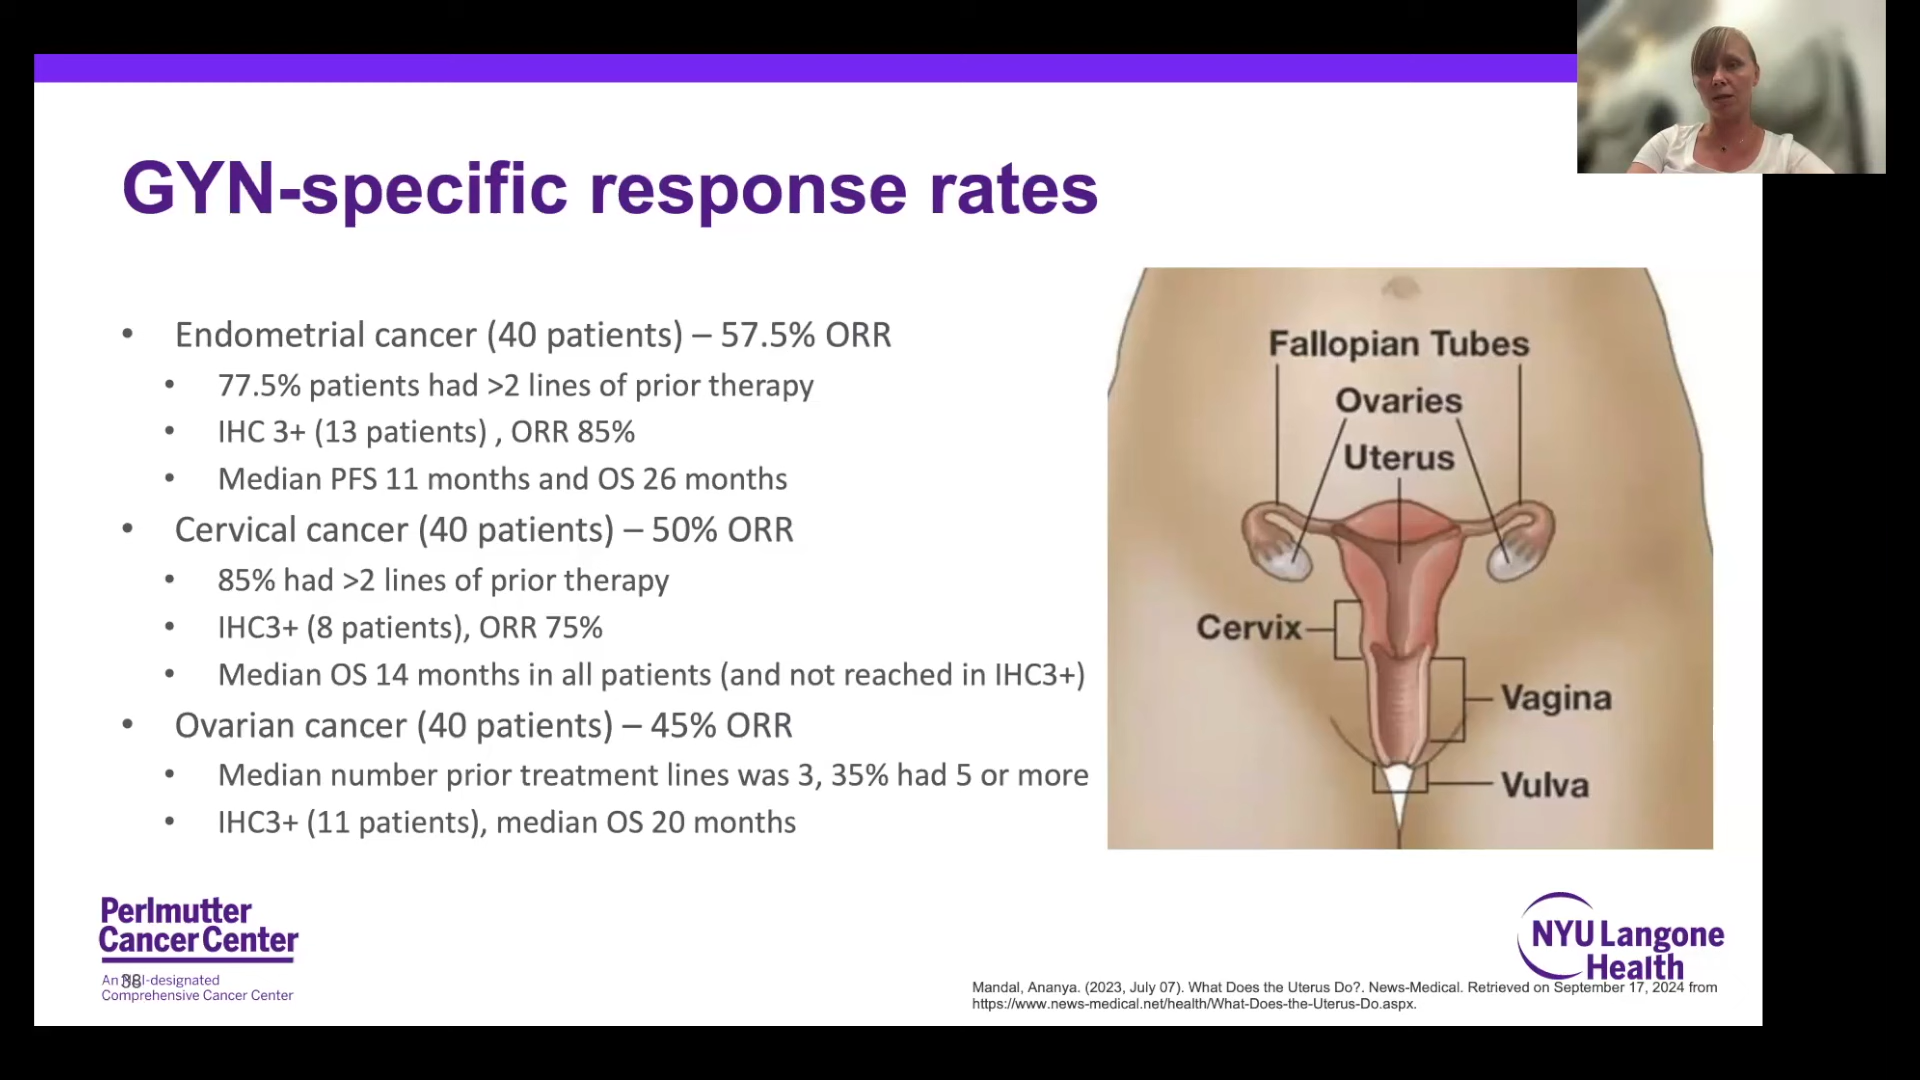 GYN-specific response rates
• Endometrial cancer (40 patients) – 57.5% ORR
• 77.5% patients had >2 lines of prior therapy
• IHC 3+ (13 patients) , ORR 85%
• Median PFS 11 months and OS 26 months
• Cervical cancer (40 patients) – 50% ORR
• 85% had >2 lines of prior therapy
• IHC3+ (8 patients), ORR 75%
• Median OS 14 months in all patients (and not reached in IHC3+)
• Ovarian cancer (40 patients) – 45% ORR
• Median number prior treatment lines was 3, 35% had 5 or more
• IHC3+ (11 patients), median OS 20 months
Fallopian Tubes
Ovaries
Uterus
Cervix
Vagina
Vulva
Perlmutter
Cancer Center
An NCI-designated
Comprehensive Cancer Center
38
NYU Langone
Health
Mandal, Ananya. (2023, July 07). What Does the Uterus Do?. News-Medical. Retrieved on September 17, 2024 from
https://www.news-medical.net/health/What-Does-the-Uterus-Do.aspx.